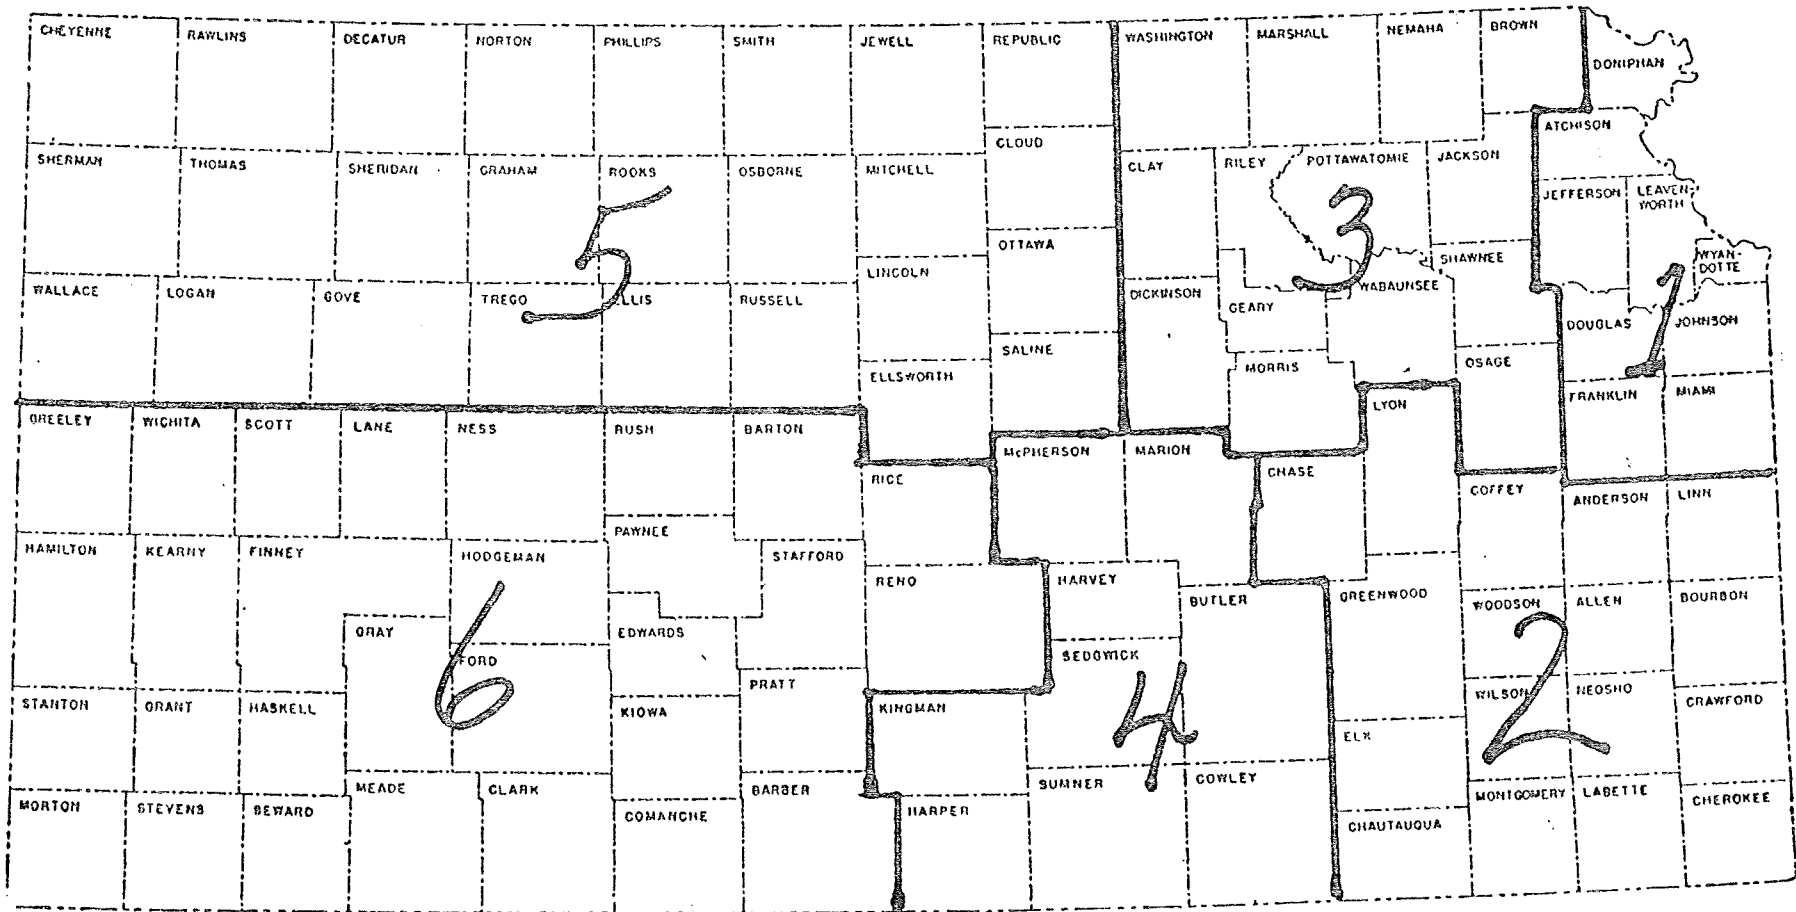 CHEYENNE
RAWLINS
DECATUR
NORTON
PHILLIPS
SMITH
JEWELL
REPUBLIC
WASHINGTON
MARSHALL
NEMAHA
BROWN
DONIPHAN
CLOUD
ATCHISON
SHERMAN
THOMAS
SHERIDAN
GRAHAM
ROOKS
OSBORNE
MITCHELL
CLAY
RILEY
POTTAWATOMIE
JACKSON
JEFFERSON
LEAVEN-
WORTH
5
3
OTTAWA
SHAWNEE
WYAN-
DOTTE
WALLACE
LOGAN
GOVE
TREGO
ELLIS
RUSSELL
LINCOLN
DICKINSON
GEARY
WABAUNSEE
DOUGLAS
1
JOHNSON
SALINE
ELLSWORTH
MORRIS
OSAGE
FRANKLIN
MIAMI
GREELEY
WICHITA
SCOTT
LANE
NESS
RUSH
BARTON
LYON
RICE
McPHERSON
MARION
CHASE
COFFEY
ANDERSON
LINN
HAMILTON
KEARNY
FINNEY
HODGEMAN
PAWNEE
STAFFORD
RENO
HARVEY
BUTLER
GREENWOOD
WOODSON
ALLEN
BOURBON
GRAY
FORD
EDWARDS
SEDGWICK
6
4
2
STANTON
GRANT
HASKELL
KIOWA
PRATT
KINGMAN
ELK
WILSON
NEOSHO
CRAWFORD
MORTON
STEVENS
SEWARD
MEADE
CLARK
COMANCHE
BARBER
HARPER
SUMNER
COWLEY
CHAUTAUQUA
MONTGOMERY
LABETTE
CHEROKEE